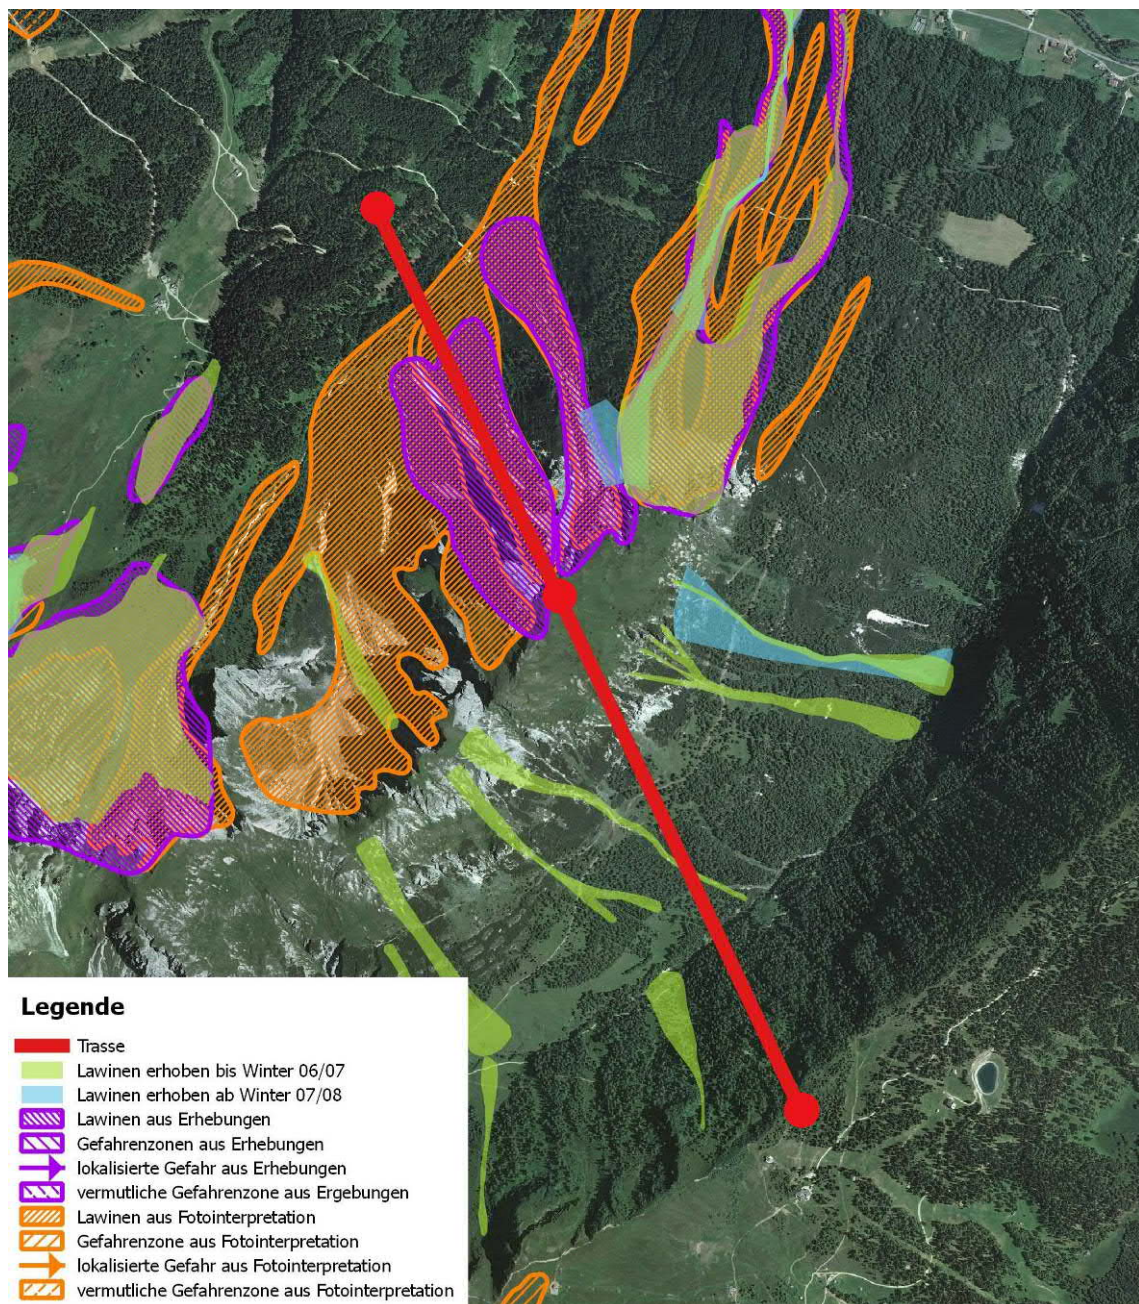 Legende
Trasse
Lawinen erhoben bis Winter 06/07
Lawinen erhoben ab Winter 07/08
Lawinen aus Erhebungen
Gefahrenzonen aus Erhebungen
lokalisierte Gefahr aus Erhebungen
vermutliche Gefahrenzone aus Ergebungen
Lawinen aus Fotointerpretation
Gefahrenzone aus Fotointerpretation
lokalisierte Gefahr aus Fotointerpretation
vermutliche Gefahrenzone aus Fotointerpretation